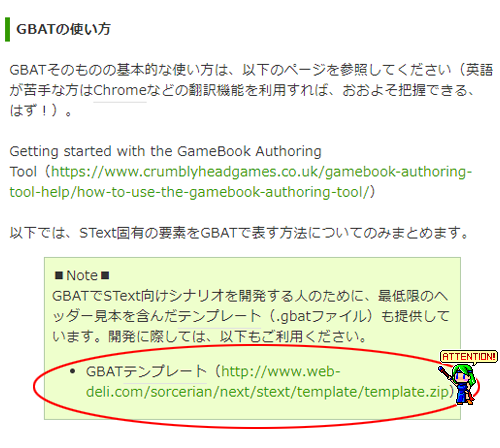 GBATの使い方
GBATそのものの基本的な使い方は、以下のページを参照してください（英語
が苦手な方はChromeなどの翻訳機能を利用すれば、おおよそ把握できる、
はず！）。
Getting started with the GameBook Authoring
Tool（https://www.crumblyheadgames.co.uk/gamebook-authoring-
tool-help/how-to-use-the-gamebook-authoring-tool/）
以下では、SText固有の要素をGBATで表す方法についてのみまとめます。
■Note■
GBATでSText向けシナリオを開発する人のために、最低限のヘ
ッダー見本を含んだテンプレート（.gbatファイル）も提供して
います。開発に際しては、以下もご利用ください。
ATTENTION!
• GBATテンプレート（http://www.web-
deli.com/sorcerian/next/stext/template/template.zip）